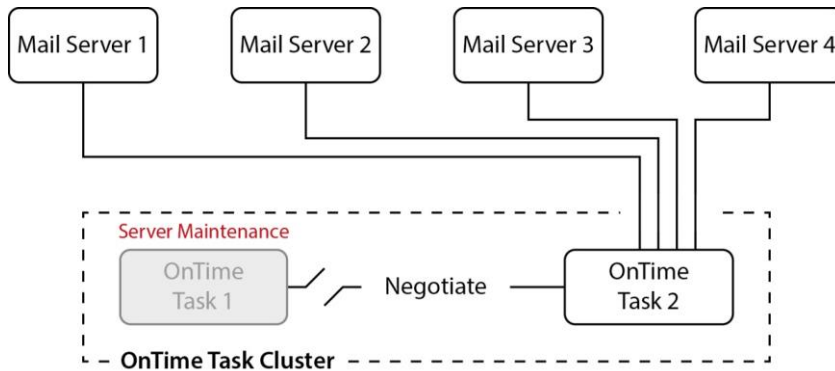 Mail Server 1
Mail Server 2
Mail Server 3
Mail Server 4
Server Maintenance
OnTime
Task 1
Negotiate
OnTime
Task 2
OnTime Task Cluster